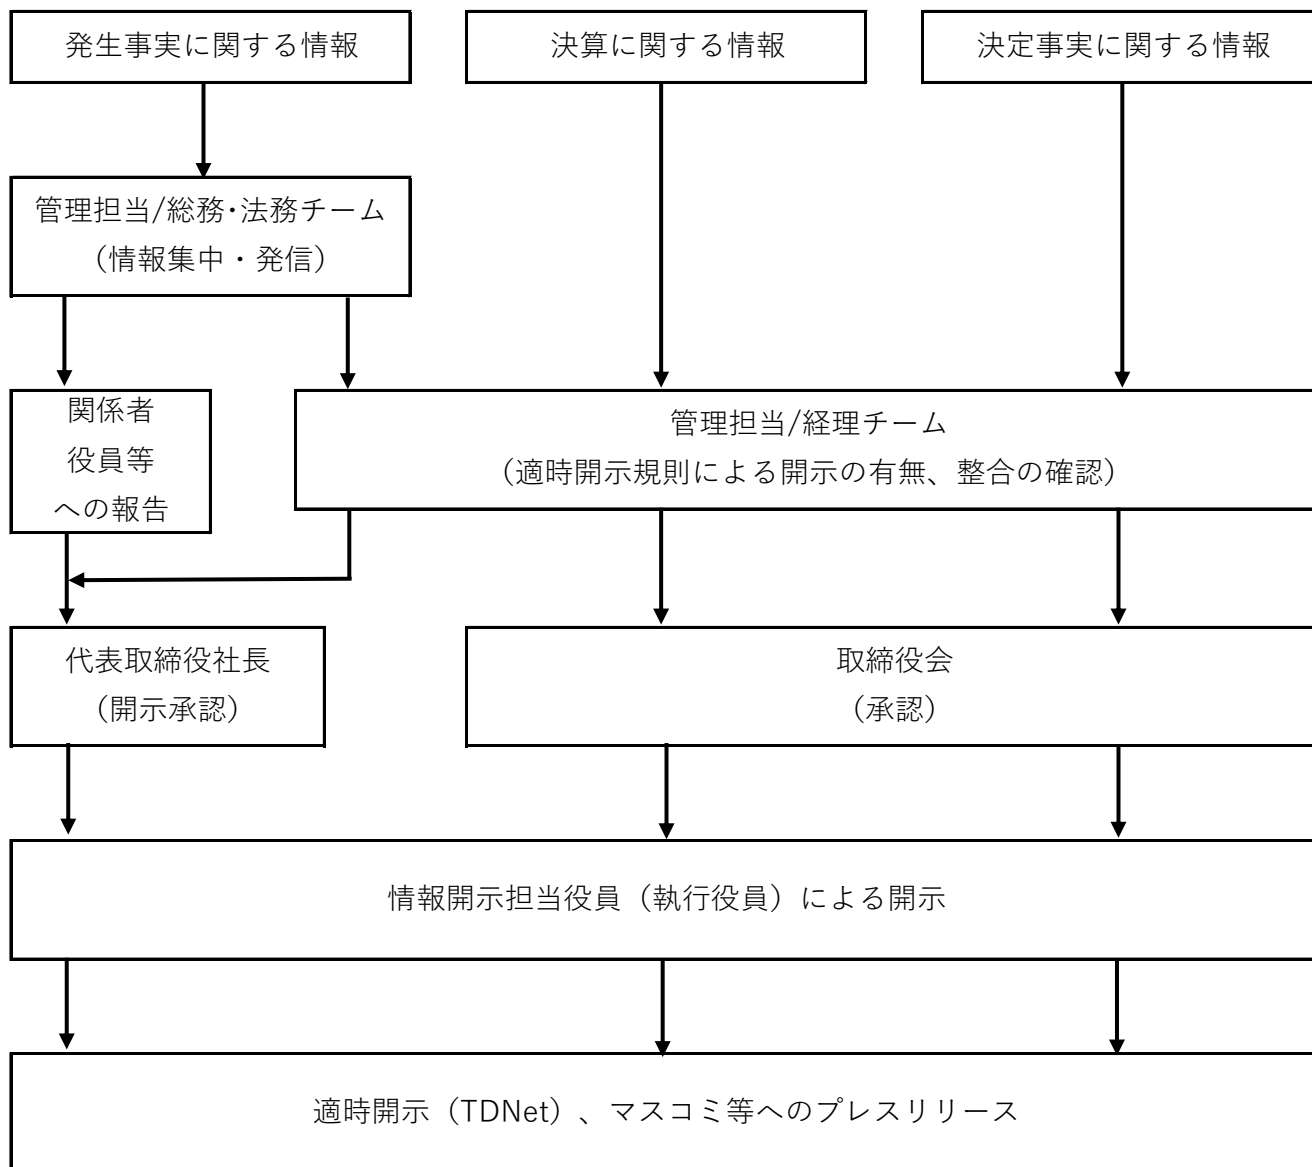 発生事実に関する情報
決算に関する情報
決定事実に関する情報
管理担当/総務・法務チーム
（情報集中・発信）
関係者
役員等
への報告
管理担当/経理チーム
（適時開示規則による開示の有無、整合の確認）
代表取締役社長
（開示承認）
取締役会
（承認）
情報開示担当役員（執行役員）による開示
適時開示（TDNet）、マスコミ等へのプレスリリース